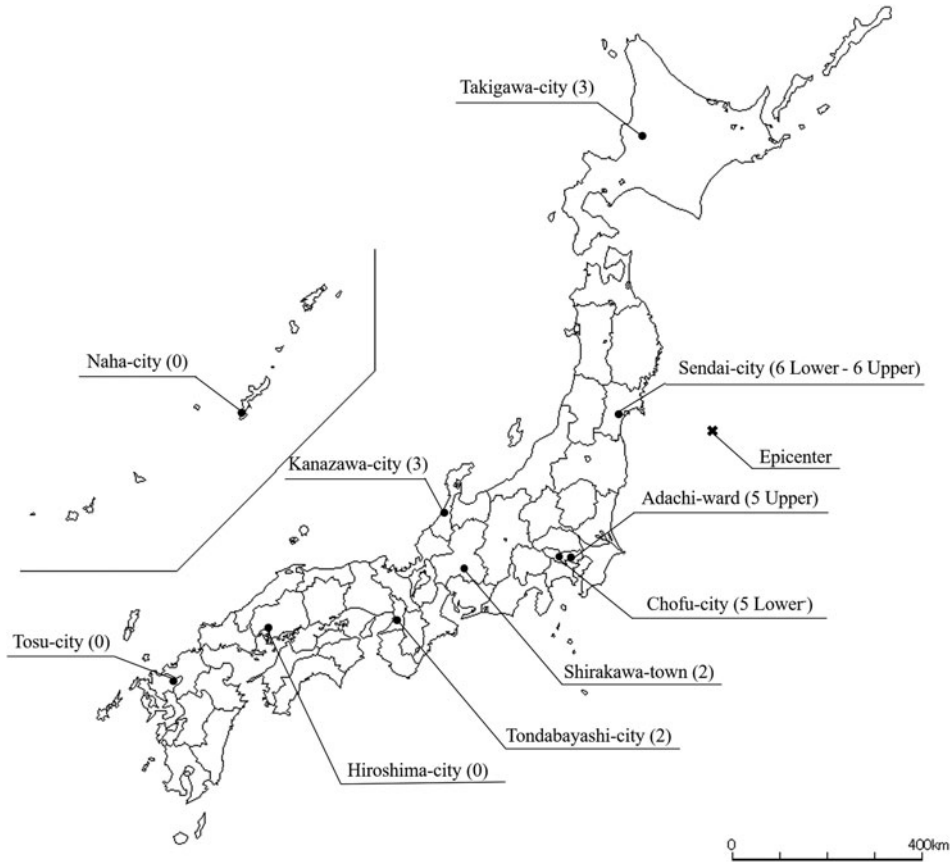 Takigawa-city (3)
Naha-city (0)
Sendai-city (6 Lower - 6 Upper)
Epicenter
Kanazawa-city (3)
Adachi-ward (5 Upper)
Chofu-city (5 Lower)
Tosu-city (0)
Shirakawa-town (2)
Tondabayashi-city (2)
Hiroshima-city (0)
0 400km